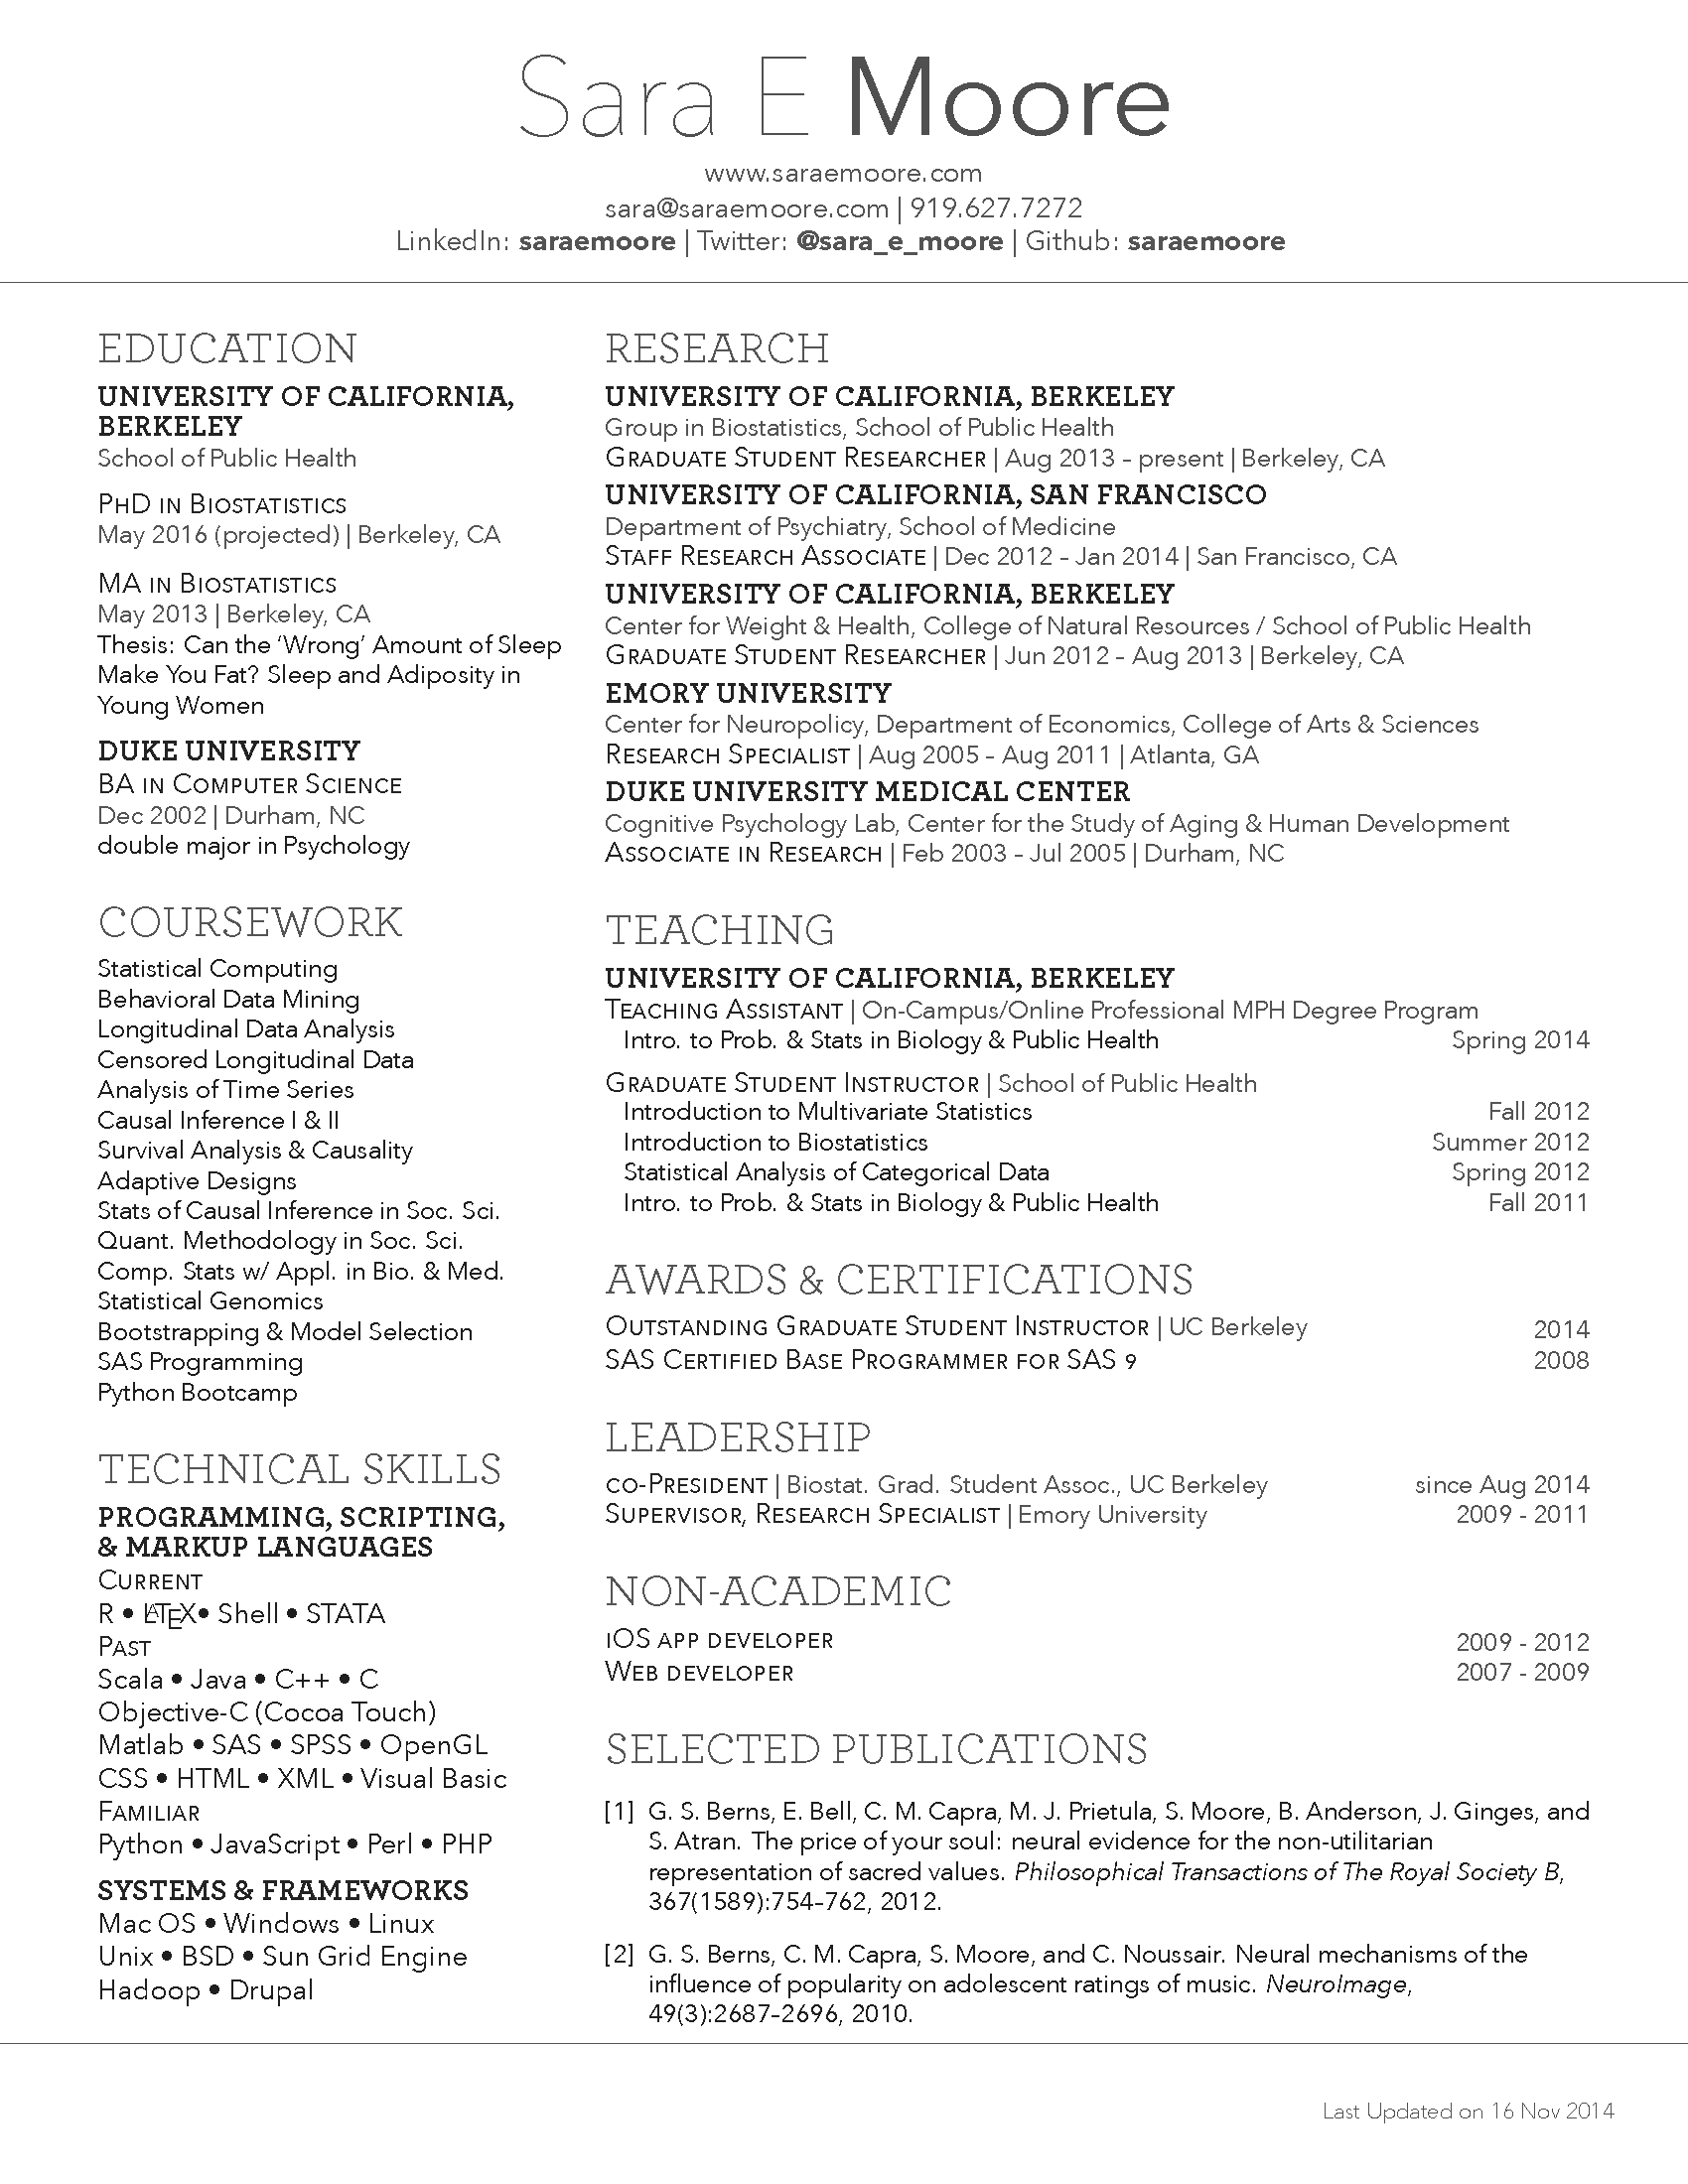 Sara E Moore
www.saraemoore.com
sara@saraemoore.com | 919.627.7272
LinkedIn: saraemoore | Twitter: @sara_e_moore | Github: saraemoore
EDUCATION
UNIVERSITY OF CALIFORNIA,
BERKELEY
School of Public Health
PhD in Biostatistics
May 2016 (projected) | Berkeley, CA
MA in Biostatistics
May 2013 | Berkeley, CA
Thesis: Can the ‘Wrong’ Amount of Sleep
Make You Fat? Sleep and Adiposity in
Young Women
DUKE UNIVERSITY
BA in Computer Science
Dec 2002 | Durham, NC
double major in Psychology
COURSEWORK
Statistical Computing
Behavioral Data Mining
Longitudinal Data Analysis
Censored Longitudinal Data
Analysis of Time Series
Causal Inference I & II
Survival Analysis & Causality
Adaptive Designs
Stats of Causal Inference in Soc. Sci.
Quant. Methodology in Soc. Sci.
Comp. Stats w/ Appl. in Bio. & Med.
Statistical Genomics
Bootstrapping & Model Selection
SAS Programming
Python Bootcamp
TECHNICAL SKILLS
PROGRAMMING, SCRIPTING,
& MARKUP LANGUAGES
Current
R • LATEX• Shell • STATA
Past
Scala • Java • C++ • C
Objective-C (Cocoa Touch)
Matlab • SAS • SPSS • OpenGL
CSS • HTML • XML • Visual Basic
Familiar
Python • JavaScript • Perl • PHP
SYSTEMS & FRAMEWORKS
Mac OS • Windows • Linux
Unix • BSD • Sun Grid Engine
Hadoop • Drupal
RESEARCH
UNIVERSITY OF CALIFORNIA, BERKELEY
Group in Biostatistics, School of Public Health
Graduate Student Researcher | Aug 2013 – present | Berkeley, CA
UNIVERSITY OF CALIFORNIA, SAN FRANCISCO
Department of Psychiatry, School of Medicine
Staff Research Associate | Dec 2012 – Jan 2014 | San Francisco, CA
UNIVERSITY OF CALIFORNIA, BERKELEY
Center for Weight & Health, College of Natural Resources / School of Public Health
Graduate Student Researcher | Jun 2012 – Aug 2013 | Berkeley, CA
EMORY UNIVERSITY
Center for Neuropolicy, Department of Economics, College of Arts & Sciences
Research Specialist | Aug 2005 – Aug 2011 | Atlanta, GA
DUKE UNIVERSITY MEDICAL CENTER
Cognitive Psychology Lab, Center for the Study of Aging & Human Development
Associate in Research | Feb 2003 – Jul 2005 | Durham, NC
TEACHING
UNIVERSITY OF CALIFORNIA, BERKELEY
Teaching Assistant | On-Campus/Online Professional MPH Degree Program
Intro. to Prob. & Stats in Biology & Public Health Spring 2014
Graduate Student Instructor | School of Public Health
Introduction to Multivariate Statistics Fall 2012
Introduction to Biostatistics Summer 2012
Statistical Analysis of Categorical Data Spring 2012
Intro. to Prob. & Stats in Biology & Public Health Fall 2011
AWARDS & CERTIFICATIONS
Outstanding Graduate Student Instructor | UC Berkeley 2014
SAS Certified Base Programmer for SAS 9 2008
LEADERSHIP
co-President | Biostat. Grad. Student Assoc., UC Berkeley since Aug 2014
Supervisor, Research Specialist | Emory University 2009 - 2011
NON-ACADEMIC
iOS app developer 2009 - 2012
Web developer 2007 - 2009
SELECTED PUBLICATIONS
[1] G. S. Berns, E. Bell, C. M. Capra, M. J. Prietula, S. Moore, B. Anderson, J. Ginges, and
S. Atran. The price of your soul: neural evidence for the non-utilitarian
representation of sacred values. Philosophical Transactions of The Royal Society B,
367(1589):754–762, 2012.
[2] G. S. Berns, C. M. Capra, S. Moore, and C. Noussair. Neural mechanisms of the
influence of popularity on adolescent ratings of music. NeuroImage,
49(3):2687–2696, 2010.
Last Updated on 16 Nov 2014